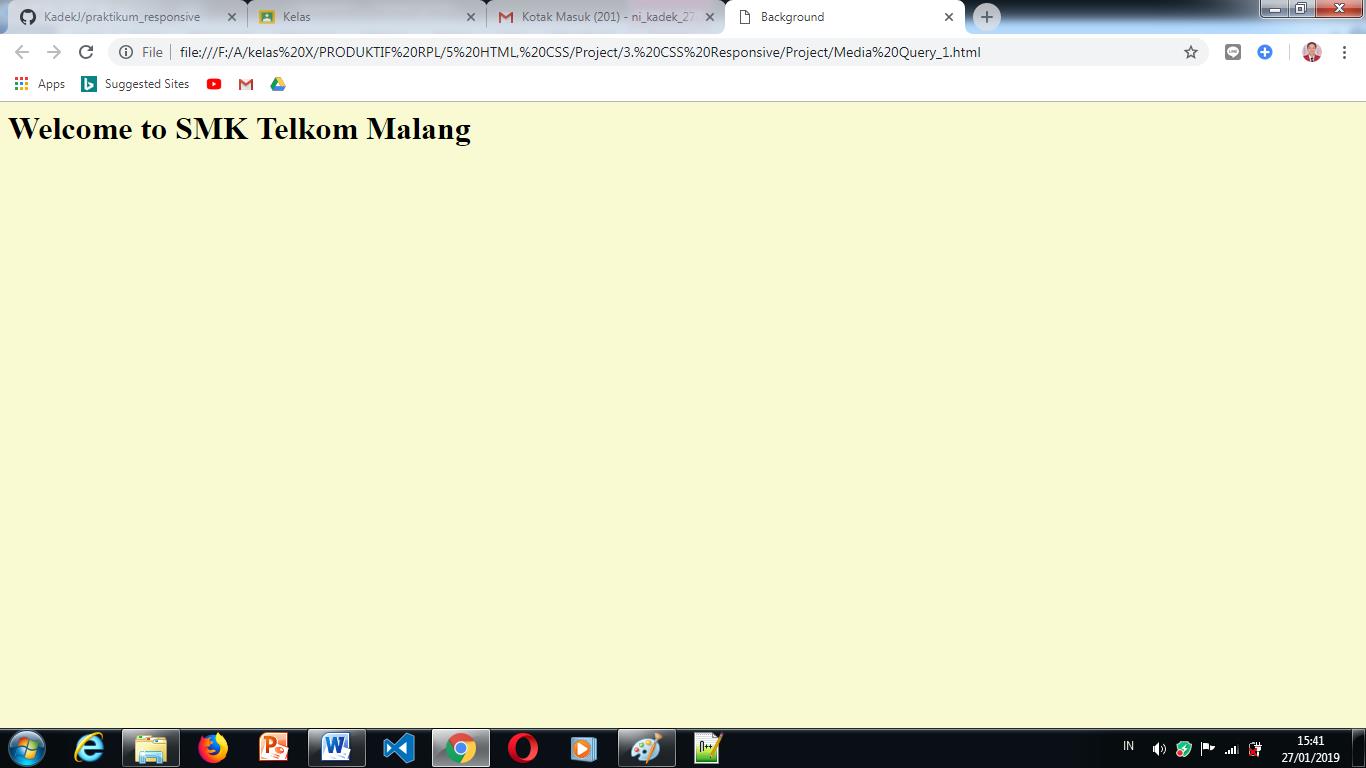 KadekJ/praktikum_responsive
Kelas
Kotak Masuk (201) - ni_kadek_27
Background
File
file:///F:/A/kelas%20X/PRODUKTIF%20RPL/5%20HTML.%20CSS/Project/3.%20CSS%20Responsive/Project/Media%20Query_1.html
Apps
Suggested Sites
Welcome to SMK Telkom Malang
IN
15:41
27/01/2019